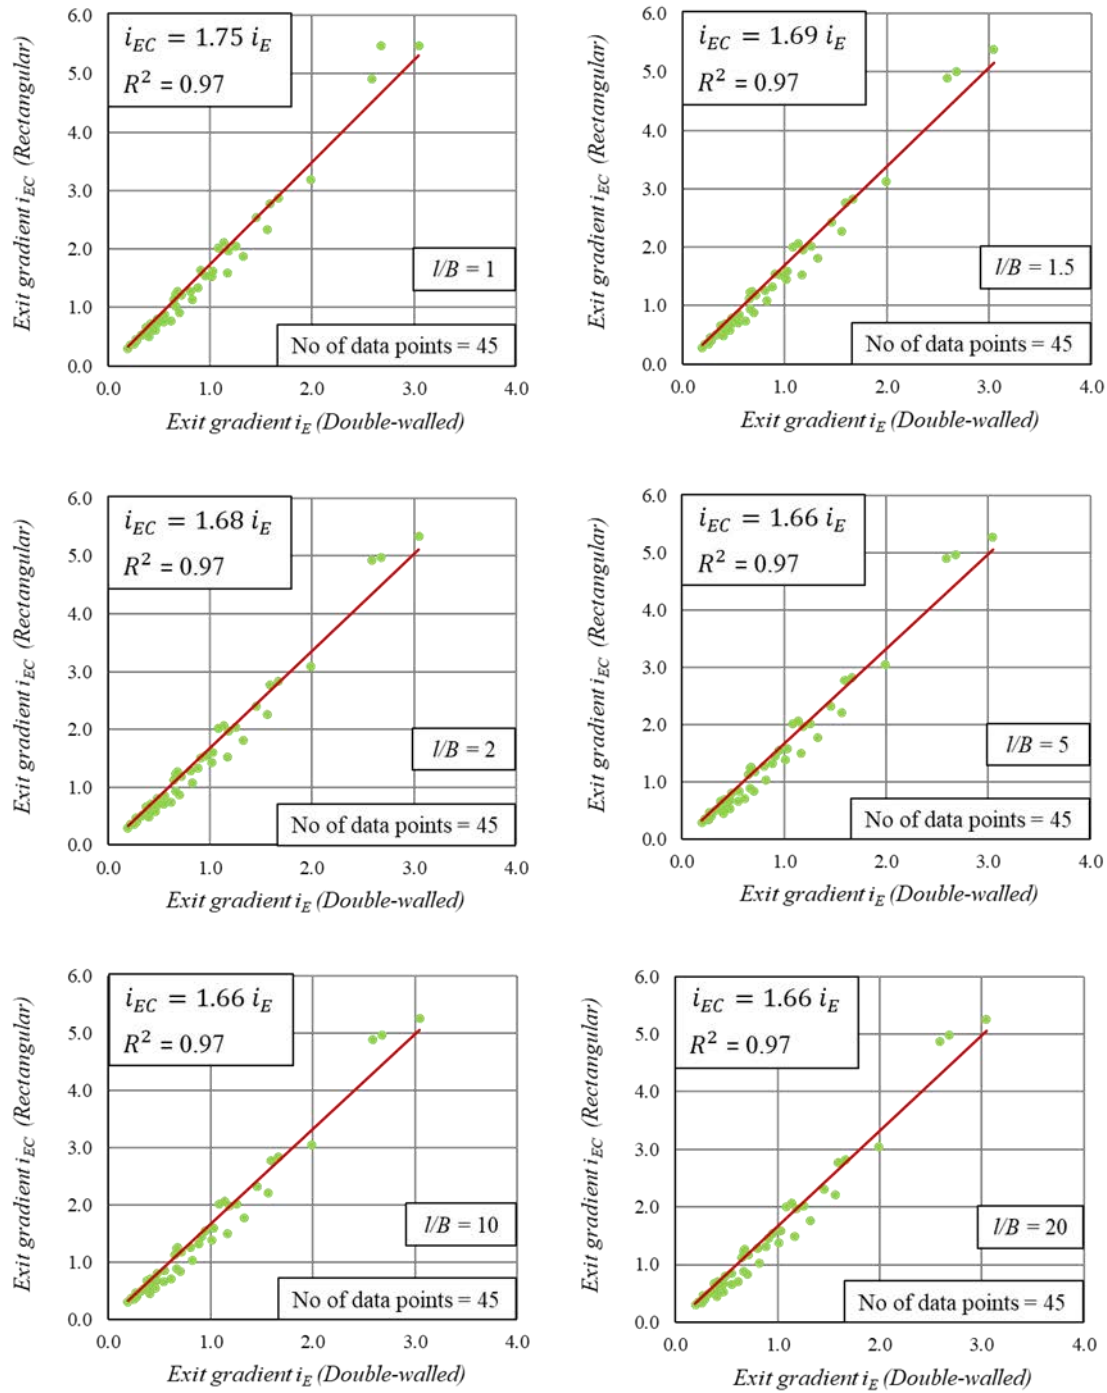 6.0
5.0
4.0
3.0
2.0
1.0
0.0
0.0 1.0 2.0 3.0 4.0
Exit gradient i_EC (Rectangular)
Exit gradient i_E (Double-walled)
i_EC = 1.75 i_E
R² = 0.97
l/B = 1
No of data points = 45
6.0
5.0
4.0
3.0
2.0
1.0
0.0
0.0 1.0 2.0 3.0 4.0
Exit gradient i_EC (Rectangular)
Exit gradient i_E (Double-walled)
i_EC = 1.69 i_E
R² = 0.97
l/B = 1.5
No of data points = 45
6.0
5.0
4.0
3.0
2.0
1.0
0.0
0.0 1.0 2.0 3.0 4.0
Exit gradient i_EC (Rectangular)
Exit gradient i_E (Double-walled)
i_EC = 1.68 i_E
R² = 0.97
l/B = 2
No of data points = 45
6.0
5.0
4.0
3.0
2.0
1.0
0.0
0.0 1.0 2.0 3.0 4.0
Exit gradient i_EC (Rectangular)
Exit gradient i_E (Double-walled)
i_EC = 1.66 i_E
R² = 0.97
l/B = 5
No of data points = 45
6.0
5.0
4.0
3.0
2.0
1.0
0.0
0.0 1.0 2.0 3.0 4.0
Exit gradient i_EC (Rectangular)
Exit gradient i_E (Double-walled)
i_EC = 1.66 i_E
R² = 0.97
l/B = 10
No of data points = 45
6.0
5.0
4.0
3.0
2.0
1.0
0.0
0.0 1.0 2.0 3.0 4.0
Exit gradient i_EC (Rectangular)
Exit gradient i_E (Double-walled)
i_EC = 1.66 i_E
R² = 0.97
l/B = 20
No of data points = 45